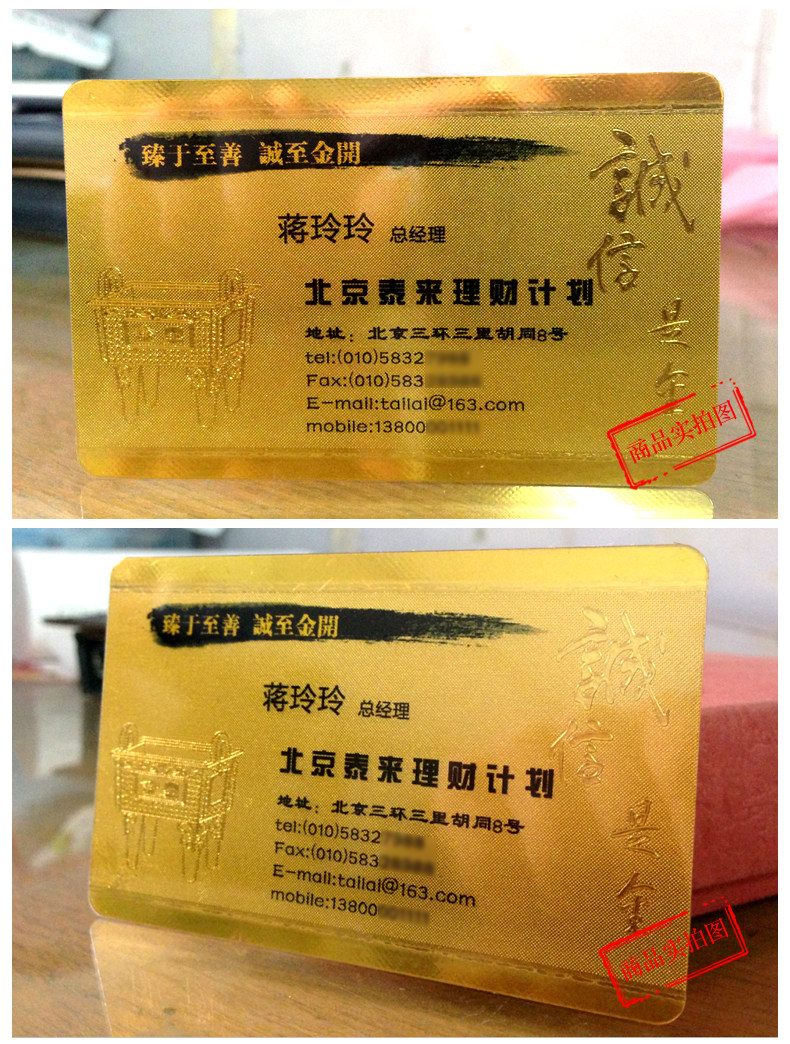 臻于至善 誠至金開
誠信是金
蒋玲玲 总经理
北京泰来理财计划
地址：北京三环三里胡同8号
tel:(010)5832
Fax:(010)583
E-mail:tailai@163.com
mobile:13800
商品实拍图
臻于至善 誠至金開
誠信是金
蒋玲玲 总经理
北京泰来理财计划
地址：北京三环三里胡同8号
tel:(010)5832
Fax:(010)583
E-mail:tailai@163.com
mobile:13800
商品实拍图